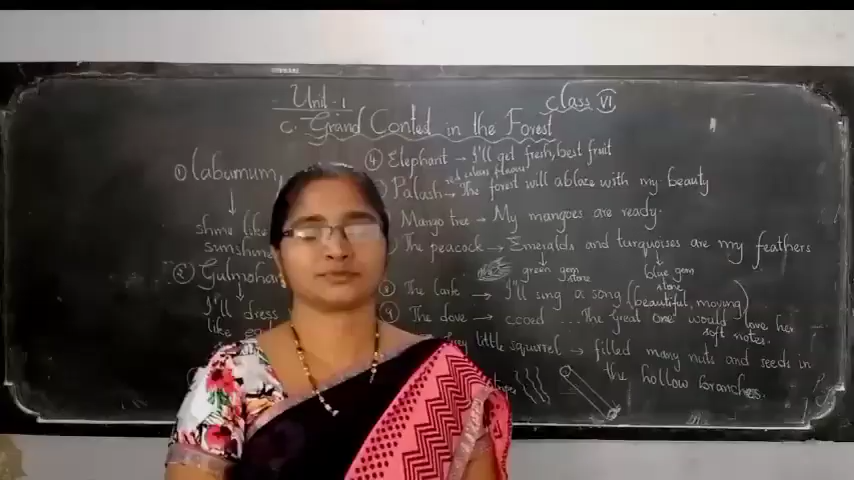 Unit - 1
Class VI
C. Grand Contest in the Forest
① laburnum,
shine like
sunshine
② Gulmohar
I'll dress
like
④ Elephant → I'll get fresh, best fruit
Palash → The forest will ablaze with my beauty
Mango tree → My mangoes are ready.
The peacock → Emeralds and turquoises are my feathers
green gem stone
blue gem stone
⑧ The lark → I'll sing a song (beautiful, moving)
⑨ The dove → cooed ... The great one would love her
soft notes.
grey little squirrel → filled many nuts and seeds in
the hollow branches.